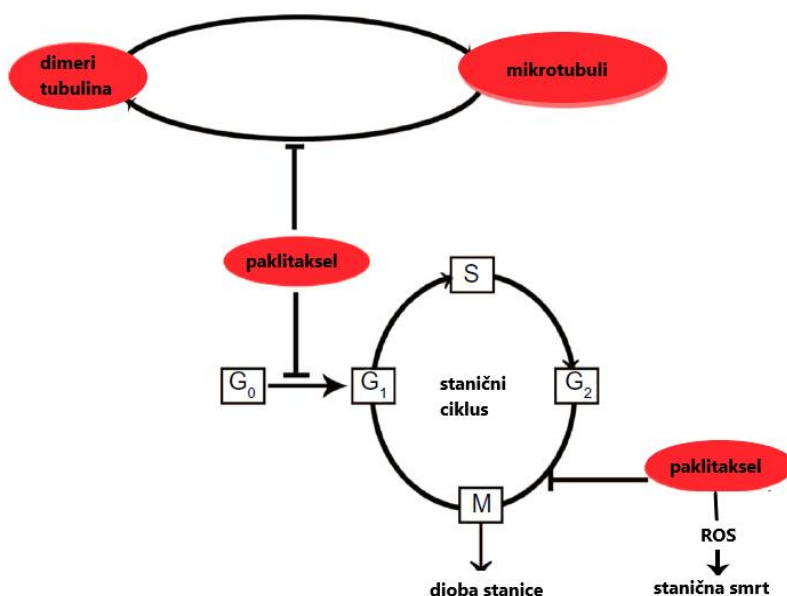 dimeri
tubulina
mikrotubuli
paklitaksel
S
G₀
G₁
stanični
ciklus
G₂
paklitaksel
M
ROS
dioba stanice
stanična smrt